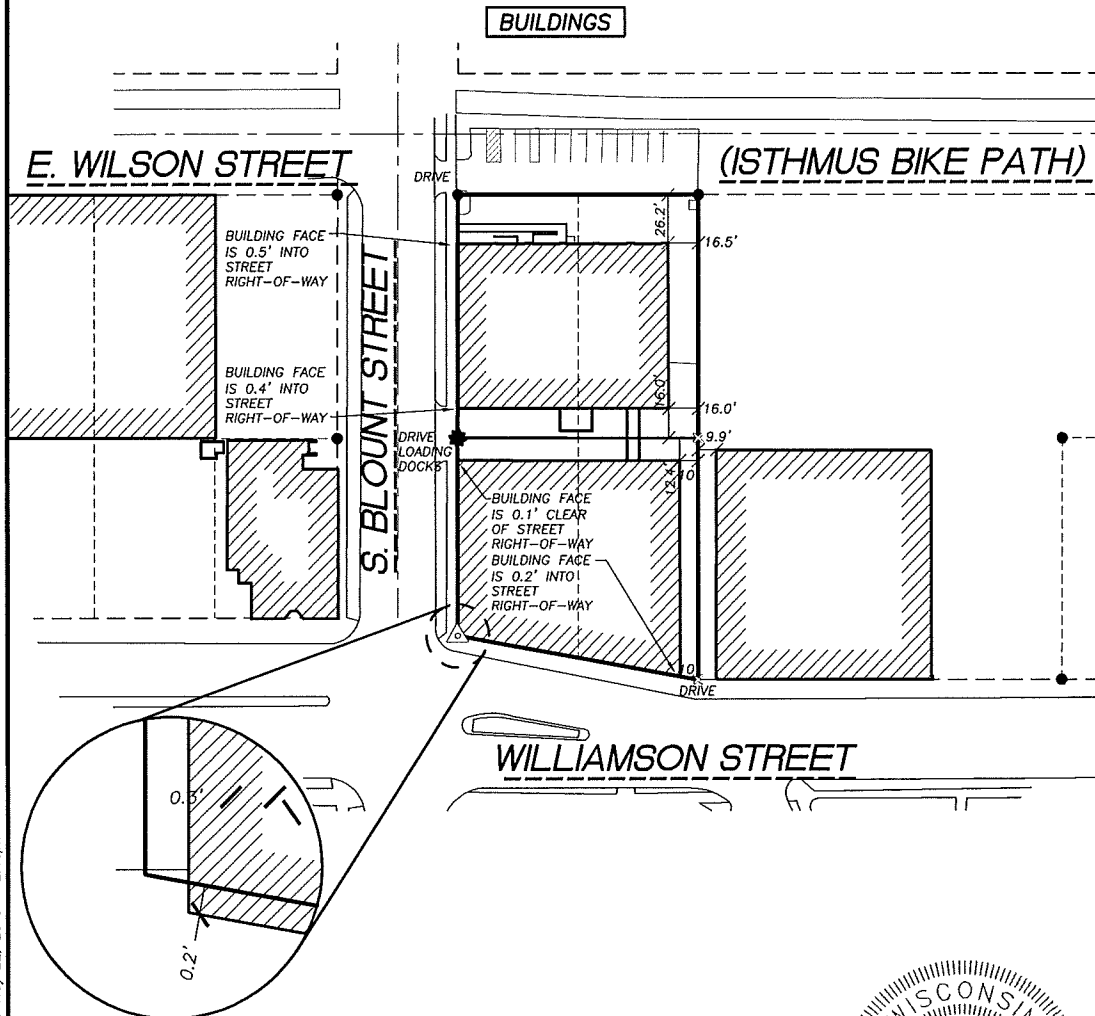 BUILDINGS
E. WILSON STREET
(ISTHMUS BIKE PATH)
DRIVE
26.2'
16.5'
BUILDING FACE
IS 0.5' INTO
STREET
RIGHT-OF-WAY
S. BLOUNT STREET
BUILDING FACE
IS 0.4' INTO
STREET
RIGHT-OF-WAY
16.0'
16.0'
DRIVE
LOADING
DOCKS
9.9'
10
12.4
BUILDING FACE
IS 0.1' CLEAR
OF STREET
RIGHT-OF-WAY
BUILDING FACE
IS 0.2' INTO
STREET
RIGHT-OF-WAY
10
DRIVE
WILLIAMSON STREET
0.2'
WISCONSIN